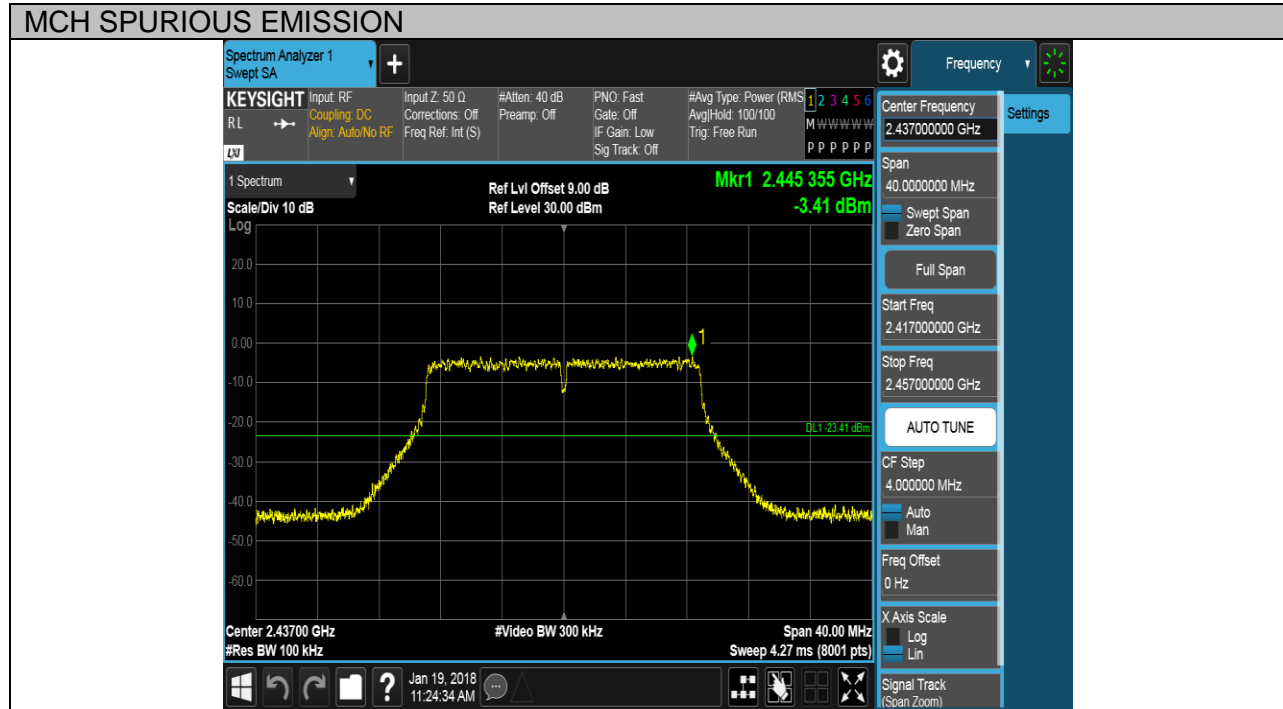 MCH SPURIOUS EMISSION
Spectrum Analyzer 1
Swept SA
+
Frequency
KEYSIGHT
RL
LXI
Input: RF
Coupling: DC
Align: Auto/No RF
Input Z: 50 Ω
Corrections: Off
Freq Ref: Int (S)
#Atten: 40 dB
Preamp: Off
PNO: Fast
Gate: Off
IF Gain: Low
Sig Track: Off
#Avg Type: Power (RMS
Avg|Hold: 100/100
Trig: Free Run
1 2 3 4 5 6
M W W W W W
P P P P P P
1 Spectrum
Scale/Div 10 dB
Log
Ref Lvl Offset 9.00 dB
Ref Level 30.00 dBm
Mkr1 2.445 355 GHz
-3.41 dBm
20.0
10.0
0.00
-10.0
-20.0
-30.0
-40.0
-50.0
-60.0
1
DL1 -23.41 dBm
Center 2.43700 GHz
#Res BW 100 kHz
#Video BW 300 kHz
Span 40.00 MHz
Sweep 4.27 ms (8001 pts)
?
Jan 19, 2018
11:24:34 AM
Center Frequency
2.437000000 GHz
Settings
Span
40.0000000 MHz
Swept Span
Zero Span
Full Span
Start Freq
2.417000000 GHz
Stop Freq
2.457000000 GHz
AUTO TUNE
CF Step
4.000000 MHz
Auto
Man
Freq Offset
0 Hz
X Axis Scale
Log
Lin
Signal Track
(Span Zoom)